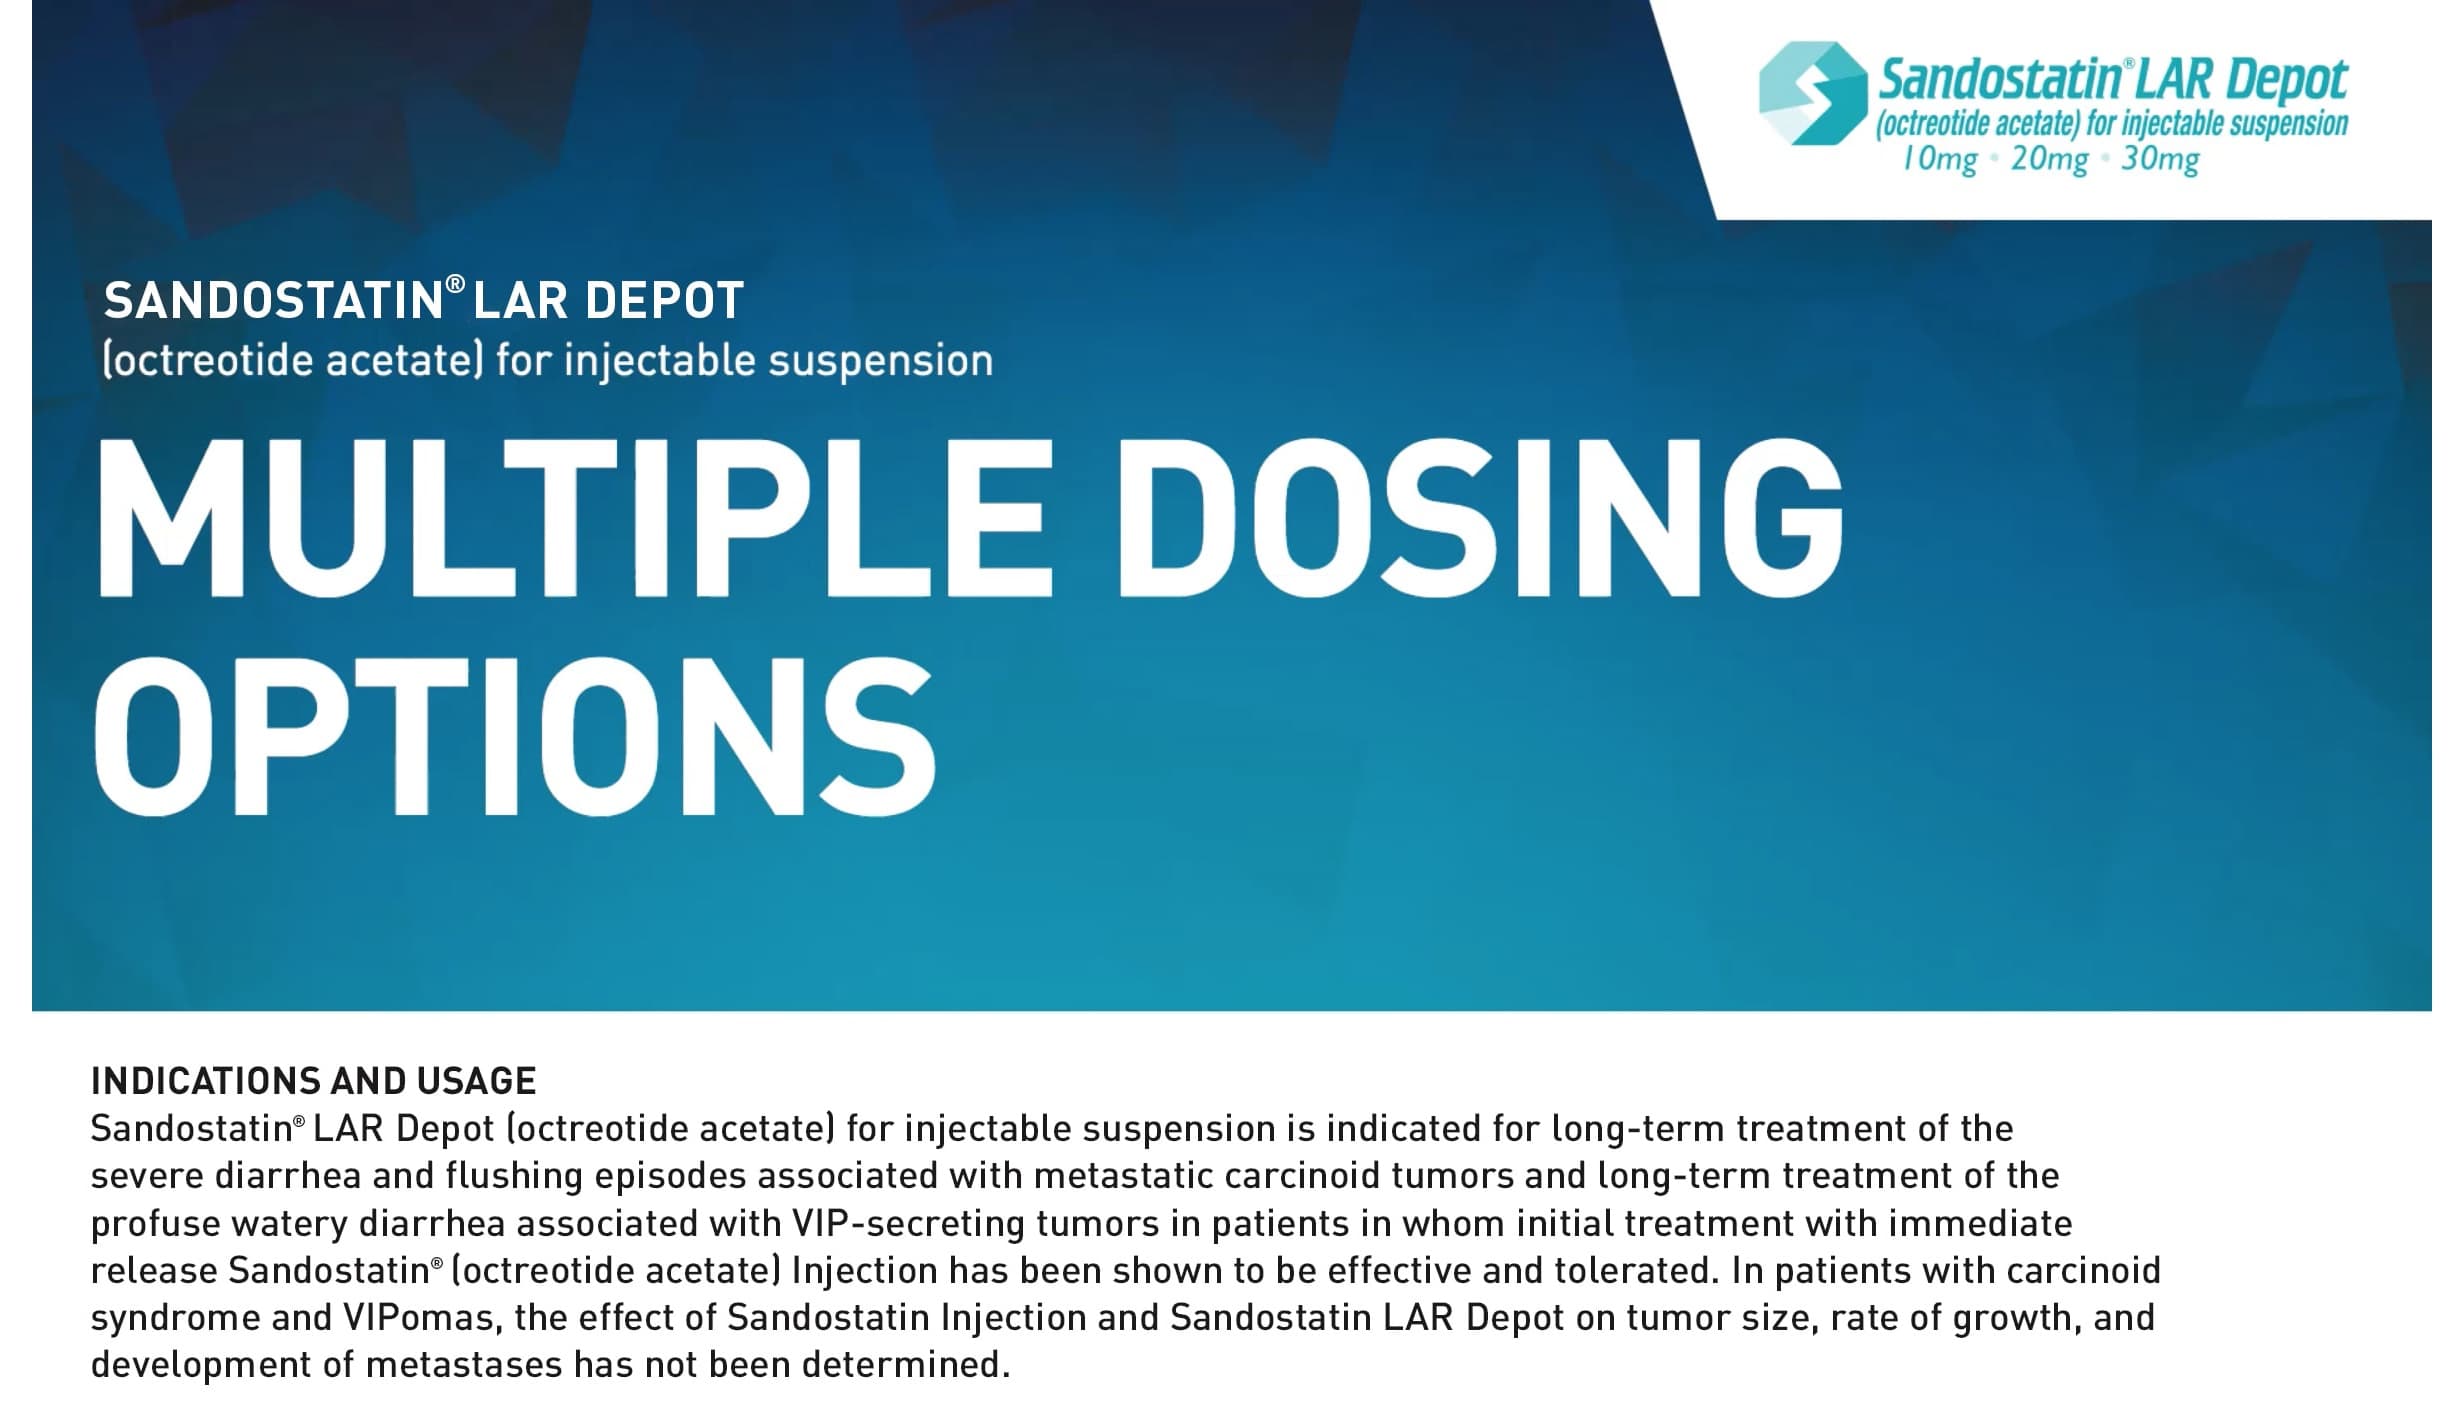 Sandostatin® LAR Depot
(octreotide acetate) for injectable suspension
10mg • 20mg • 30mg
SANDOSTATIN® LAR DEPOT
(octreotide acetate) for injectable suspension
MULTIPLE DOSING
OPTIONS
INDICATIONS AND USAGE
Sandostatin® LAR Depot (octreotide acetate) for injectable suspension is indicated for long-term treatment of the
severe diarrhea and flushing episodes associated with metastatic carcinoid tumors and long-term treatment of the
profuse watery diarrhea associated with VIP-secreting tumors in patients in whom initial treatment with immediate
release Sandostatin® (octreotide acetate) Injection has been shown to be effective and tolerated. In patients with carcinoid
syndrome and VIPomas, the effect of Sandostatin Injection and Sandostatin LAR Depot on tumor size, rate of growth, and
development of metastases has not been determined.